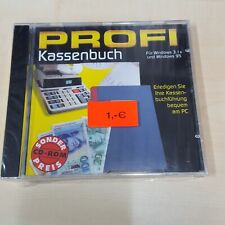 PROFI
Kassenbuch
Für Windows 3.1x
und Windows 95
Erledigen Sie
Ihre Kassen-
buchführung
bequem
am PC
1,-€
SONDER
PREIS
CD-ROM